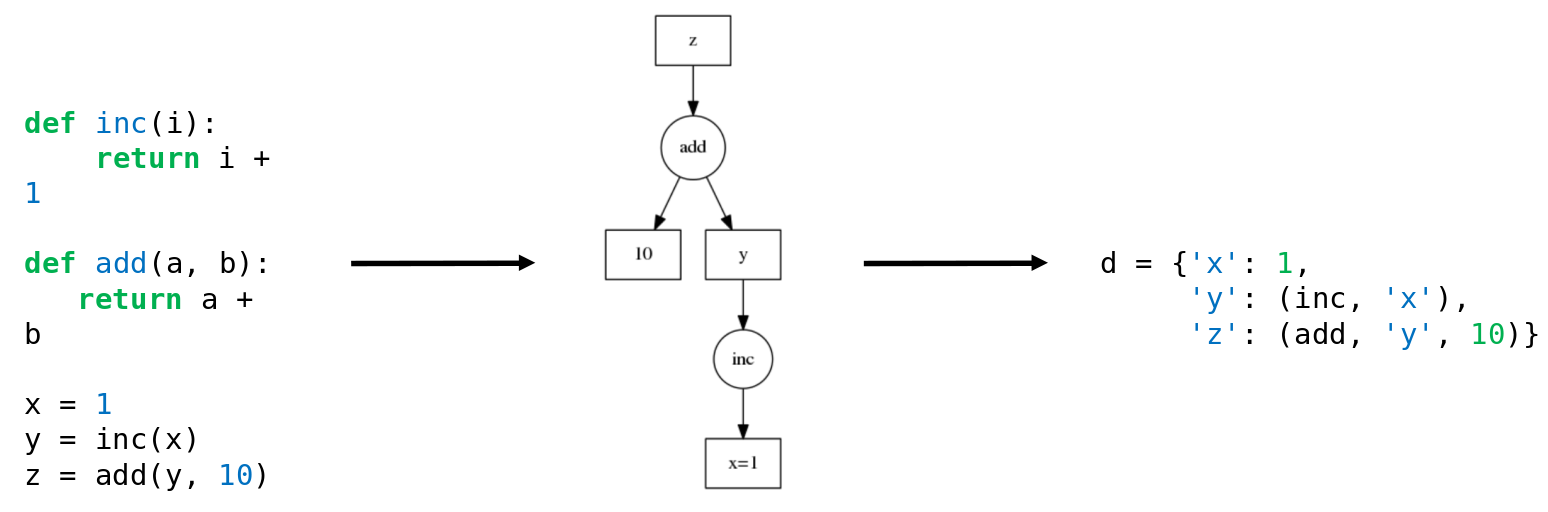 def inc(i):
    return i +
1
def add(a, b):
   return a +
b
x = 1
y = inc(x)
z = add(y, 10)
z
add
10
y
inc
x=1
d = {'x': 1,
     'y': (inc, 'x'),
     'z': (add, 'y', 10)}